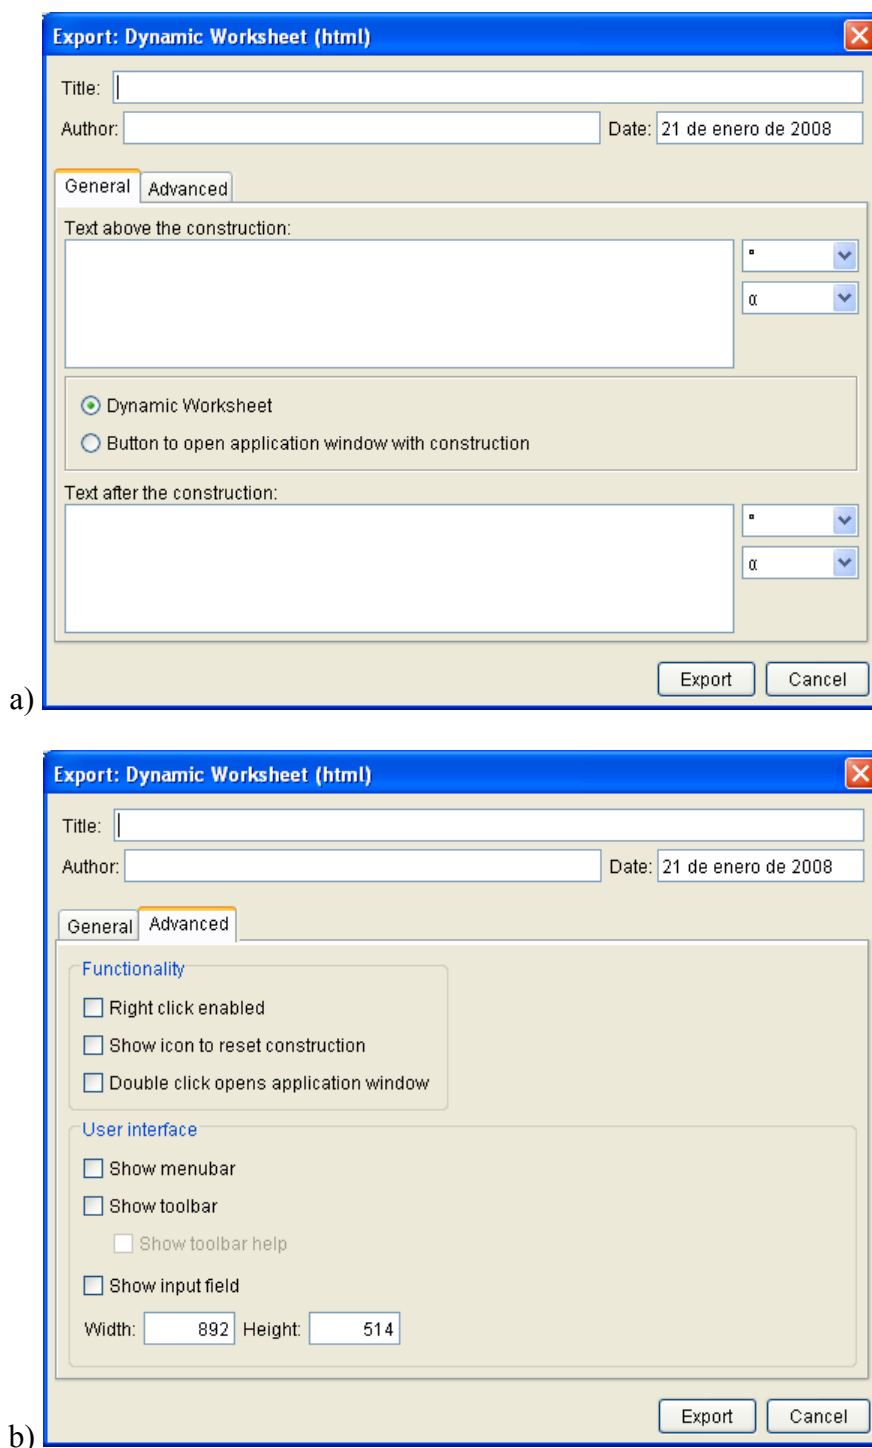 Export: Dynamic Worksheet (html)
Title:
Author: Date: 21 de enero de 2008
General Advanced
Text above the construction:
°
α
Dynamic Worksheet
Button to open application window with construction
Text after the construction:
°
α
Export Cancel
a)
Export: Dynamic Worksheet (html)
Title:
Author: Date: 21 de enero de 2008
General Advanced
Functionality
Right click enabled
Show icon to reset construction
Double click opens application window
User interface
Show menubar
Show toolbar
Show toolbar help
Show input field
Width: 892 Height: 514
Export Cancel
b)